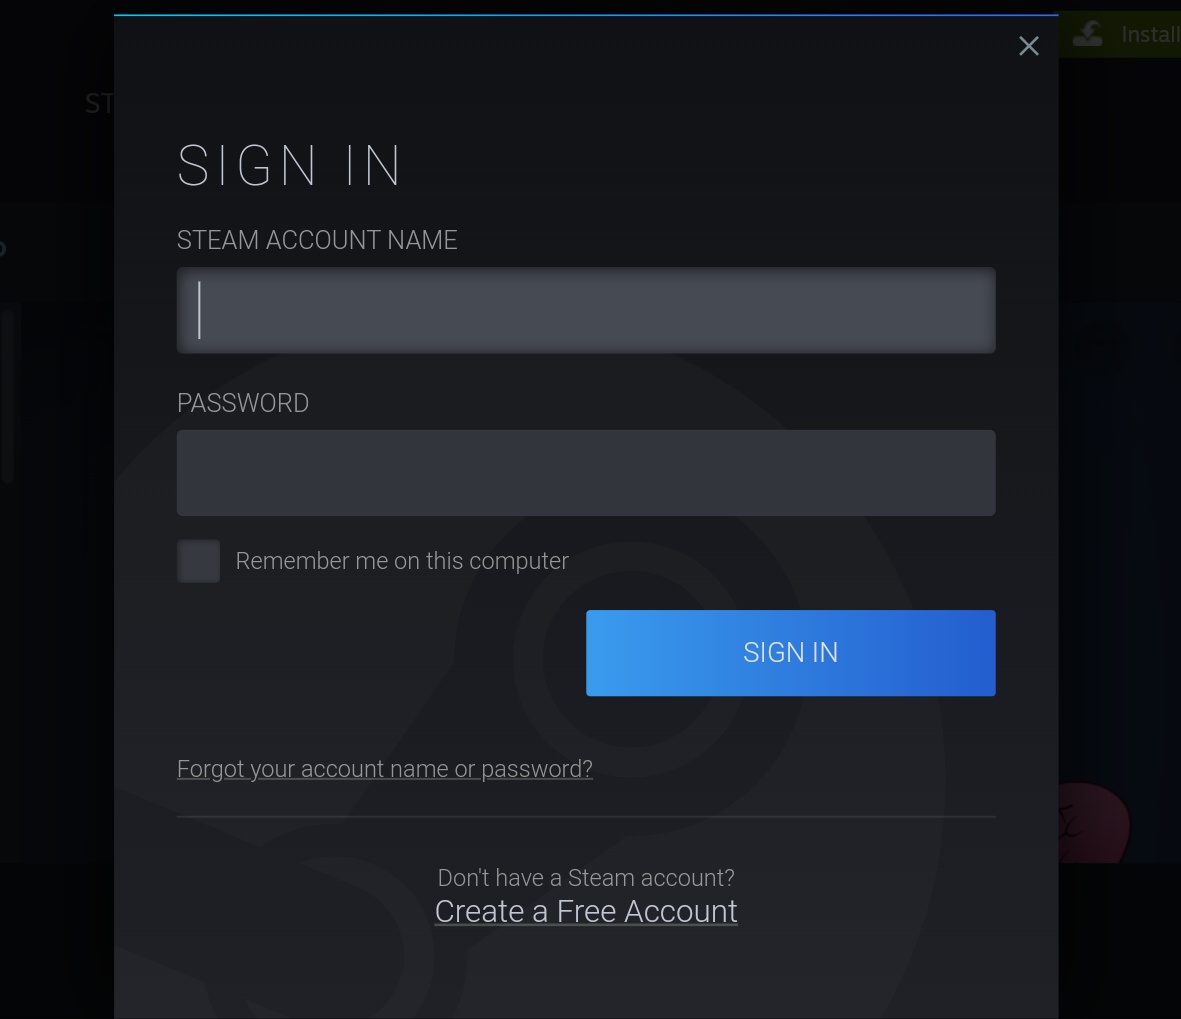 Install
ST
SIGN IN
STEAM ACCOUNT NAME
PASSWORD
Remember me on this computer
SIGN IN
Forgot your account name or password?
Don't have a Steam account?
Create a Free Account